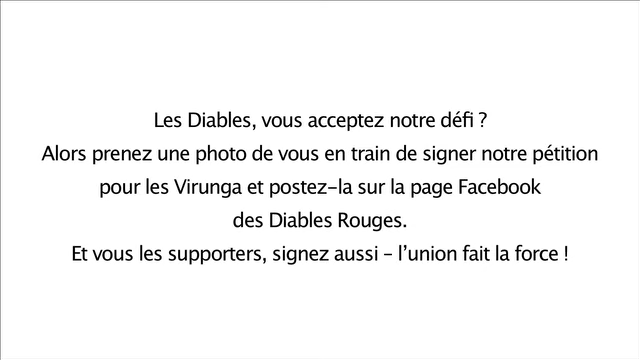 Les Diables, vous acceptez notre défi ?
Alors prenez une photo de vous en train de signer notre pétition
pour les Virunga et postez-la sur la page Facebook
des Diables Rouges.
Et vous les supporters, signez aussi – l’union fait la force !